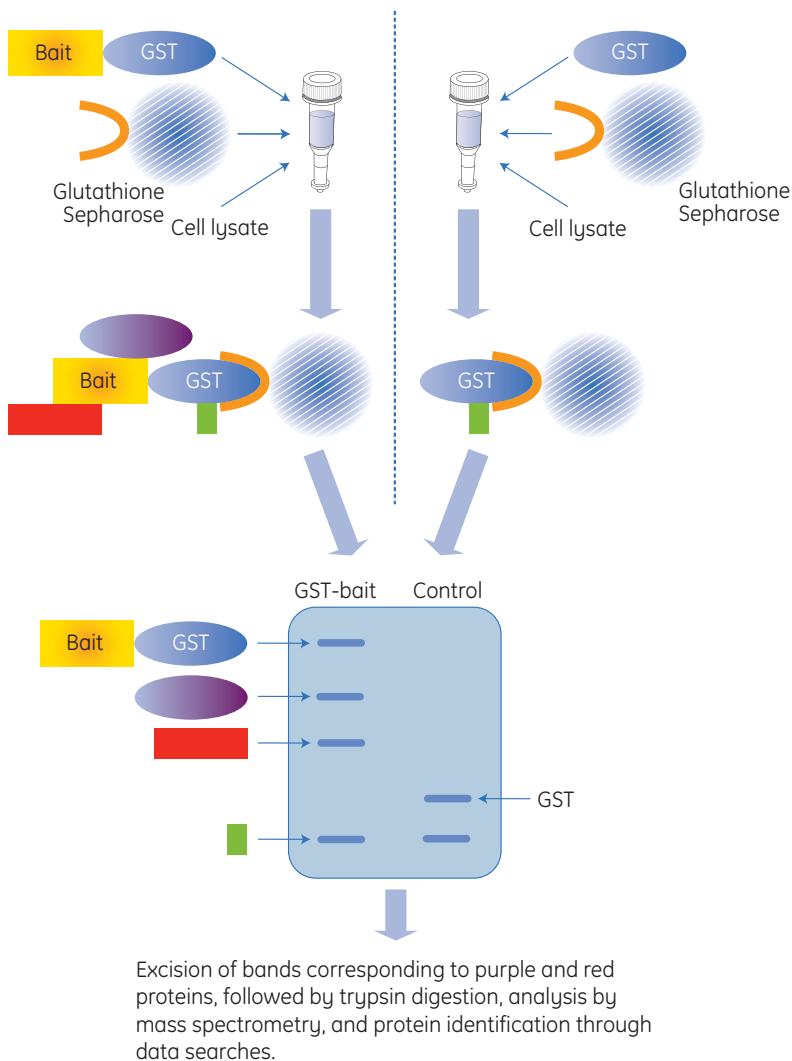 Bait
GST
GST
Glutathione
Sepharose
Cell lysate
Cell lysate
Glutathione
Sepharose
Bait
GST
GST
GST-bait
Control
Bait
GST
GST
Excision of bands corresponding to purple and red
proteins, followed by trypsin digestion, analysis by
mass spectrometry, and protein identification through
data searches.